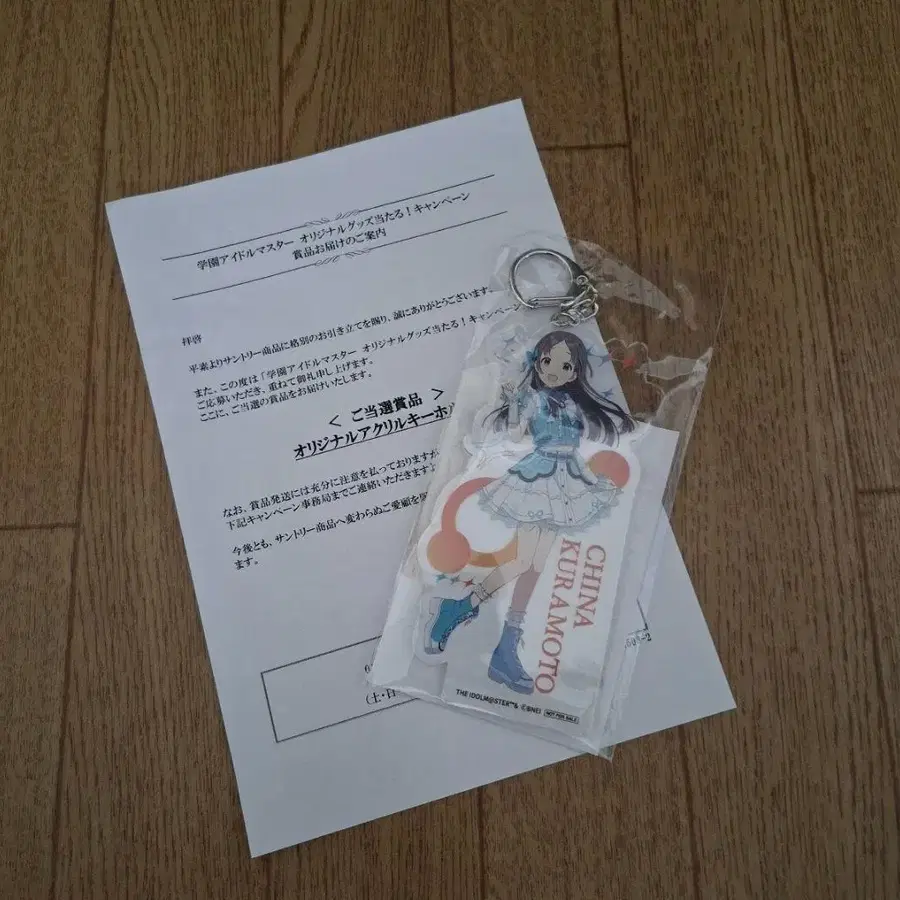 学園アイドルマスター オリジナルグッズ当たる！キャンペーン
賞品お届けのご案内
拝啓
平素よりサントリー商品に格別のお引き立てを賜り、誠にありがとうございます。
また、この度は「学園アイドルマスター オリジナルグッズ当たる！キャンペーン
ご応募いただき、重ねて御礼申し上げます。
ここに、ご当選の賞品をお届けいたします。
＜ ご当選賞品 ＞
オリジナルアクリルキーホル
なお、賞品発送には充分に注意を払っておりますが
下記キャンペーン事務局までご連絡いただきます
今後とも、サントリー商品へ変わらぬご愛顧を
ます。
(土・日
CHINA
KURAMOTO
THE IDOLM@STER™& ©BNEI NOT FOR SALE